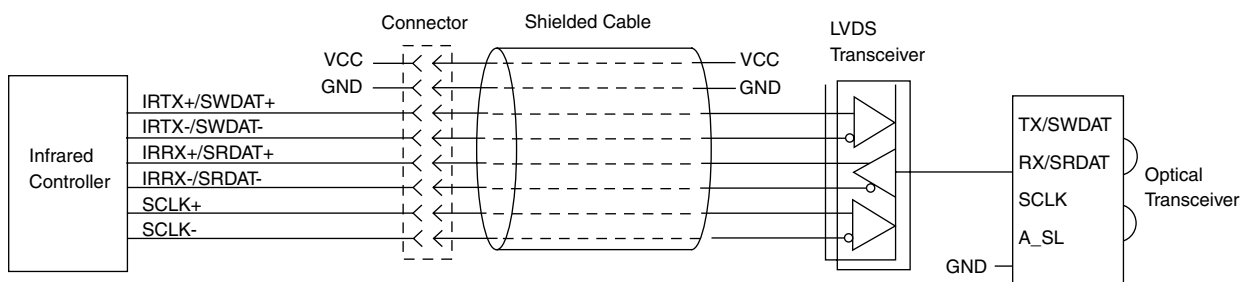 Connector
Shielded Cable
LVDS
Transceiver
VCC
VCC
GND
GND
IRTX+/SWDAT+
IRTX-/SWDAT-
IRRX+/SRDAT+
IRRX-/SRDAT-
SCLK+
SCLK-
Infrared
Controller
TX/SWDAT
RX/SRDAT
SCLK
A_SL
GND
Optical
Transceiver